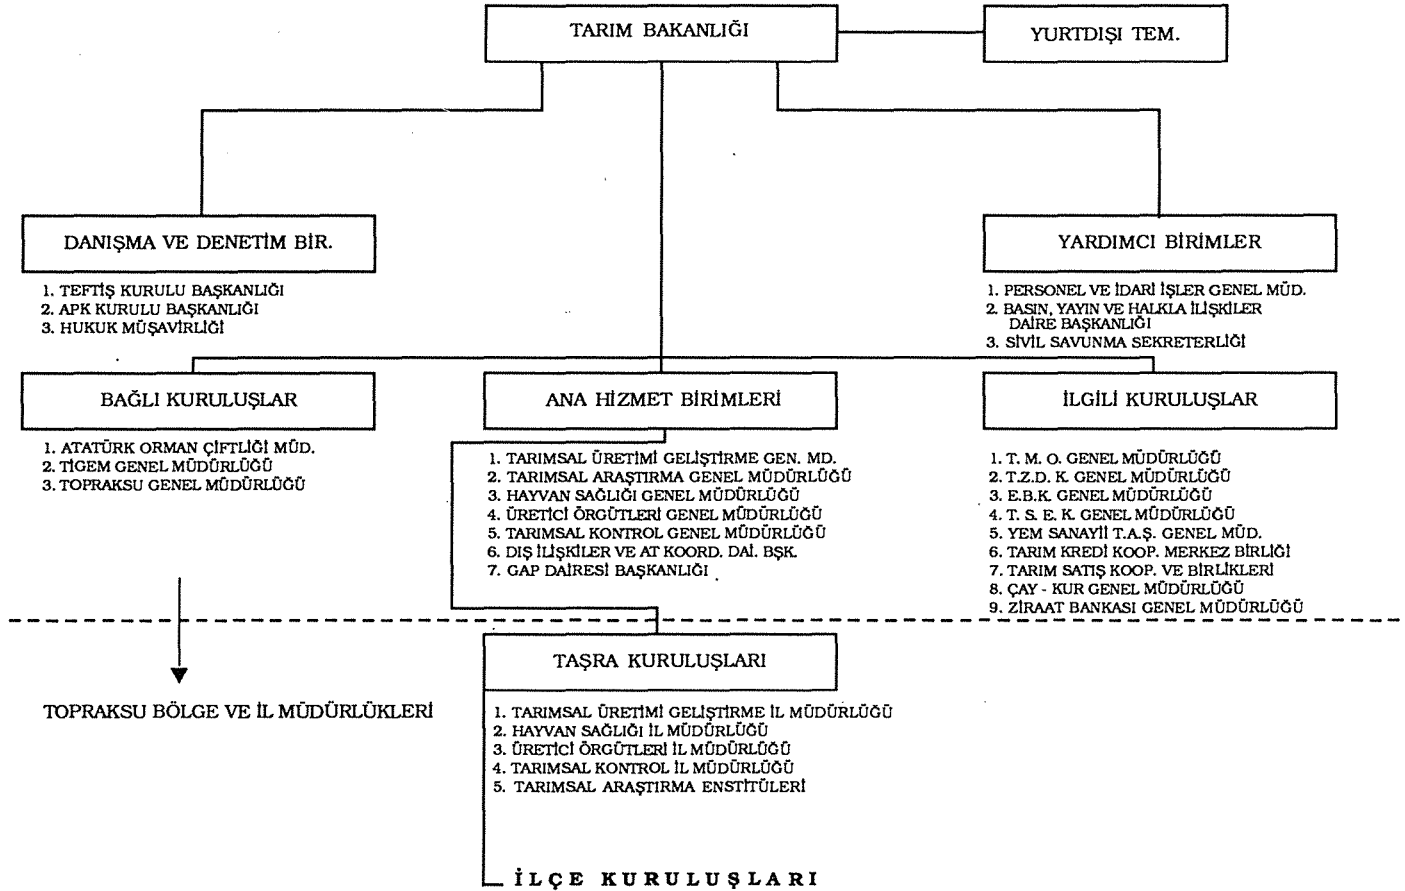 TARIM BAKANLIĞI
YURTDIŞI TEM.
DANIŞMA VE DENETİM BİR.
1. TEFTİŞ KURULU BAŞKANLIĞI
2. APK KURULU BAŞKANLIĞI
3. HUKUK MÜŞAVİRLİĞİ
YARDIMCI BİRİMLER
1. PERSONEL VE İDARİ İŞLER GENEL MÜD.
2. BASIN, YAYIN VE HALKLA İLİŞKİLER
DAİRE BAŞKANLIĞI
3. SİVİL SAVUNMA SEKRETERLİĞİ
BAĞLI KURULUŞLAR
1. ATATÜRK ORMAN ÇİFTLİĞİ MÜD.
2. TİGEM GENEL MÜDÜRLÜĞÜ
3. TOPRAKSU GENEL MÜDÜRLÜĞÜ
ANA HİZMET BİRİMLERİ
1. TARIMSAL ÜRETİMİ GELİŞTİRME GEN. MD.
2. TARIMSAL ARAŞTIRMA GENEL MÜDÜRLÜĞÜ
3. HAYVAN SAĞLIĞI GENEL MÜDÜRLÜĞÜ
4. ÜRETİCİ ÖRGÜTLERİ GENEL MÜDÜRLÜĞÜ
5. TARIMSAL KONTROL GENEL MÜDÜRLÜĞÜ
6. DIŞ İLİŞKİLER VE AT KOORD. DAİ. BŞK.
7. GAP DAİRESİ BAŞKANLIĞI
İLGİLİ KURULUŞLAR
1. T. M. O. GENEL MÜDÜRLÜĞÜ
2. T.Z.D. K. GENEL MÜDÜRLÜĞÜ
3. E.B.K. GENEL MÜDÜRLÜĞÜ
4. T. S. E. K. GENEL MÜDÜRLÜĞÜ
5. YEM SANAYİİ T.A.Ş. GENEL MÜD.
6. TARIM KREDİ KOOP. MERKEZ BİRLİĞİ
7. TARIM SATIŞ KOOP. VE BİRLİKLERİ
8. ÇAY - KUR GENEL MÜDÜRLÜĞÜ
9. ZİRAAT BANKASI GENEL MÜDÜRLÜĞÜ
TOPRAKSU BÖLGE VE İL MÜDÜRLÜKLERİ
TAŞRA KURULUŞLARI
1. TARIMSAL ÜRETİMİ GELİŞTİRME İL MÜDÜRLÜĞÜ
2. HAYVAN SAĞLIĞI İL MÜDÜRLÜĞÜ
3. ÜRETİCİ ÖRGÜTLERİ İL MÜDÜRLÜĞÜ
4. TARIMSAL KONTROL İL MÜDÜRLÜĞÜ
5. TARIMSAL ARAŞTIRMA ENSTİTÜLERİ
İLÇE KURULUŞLARI